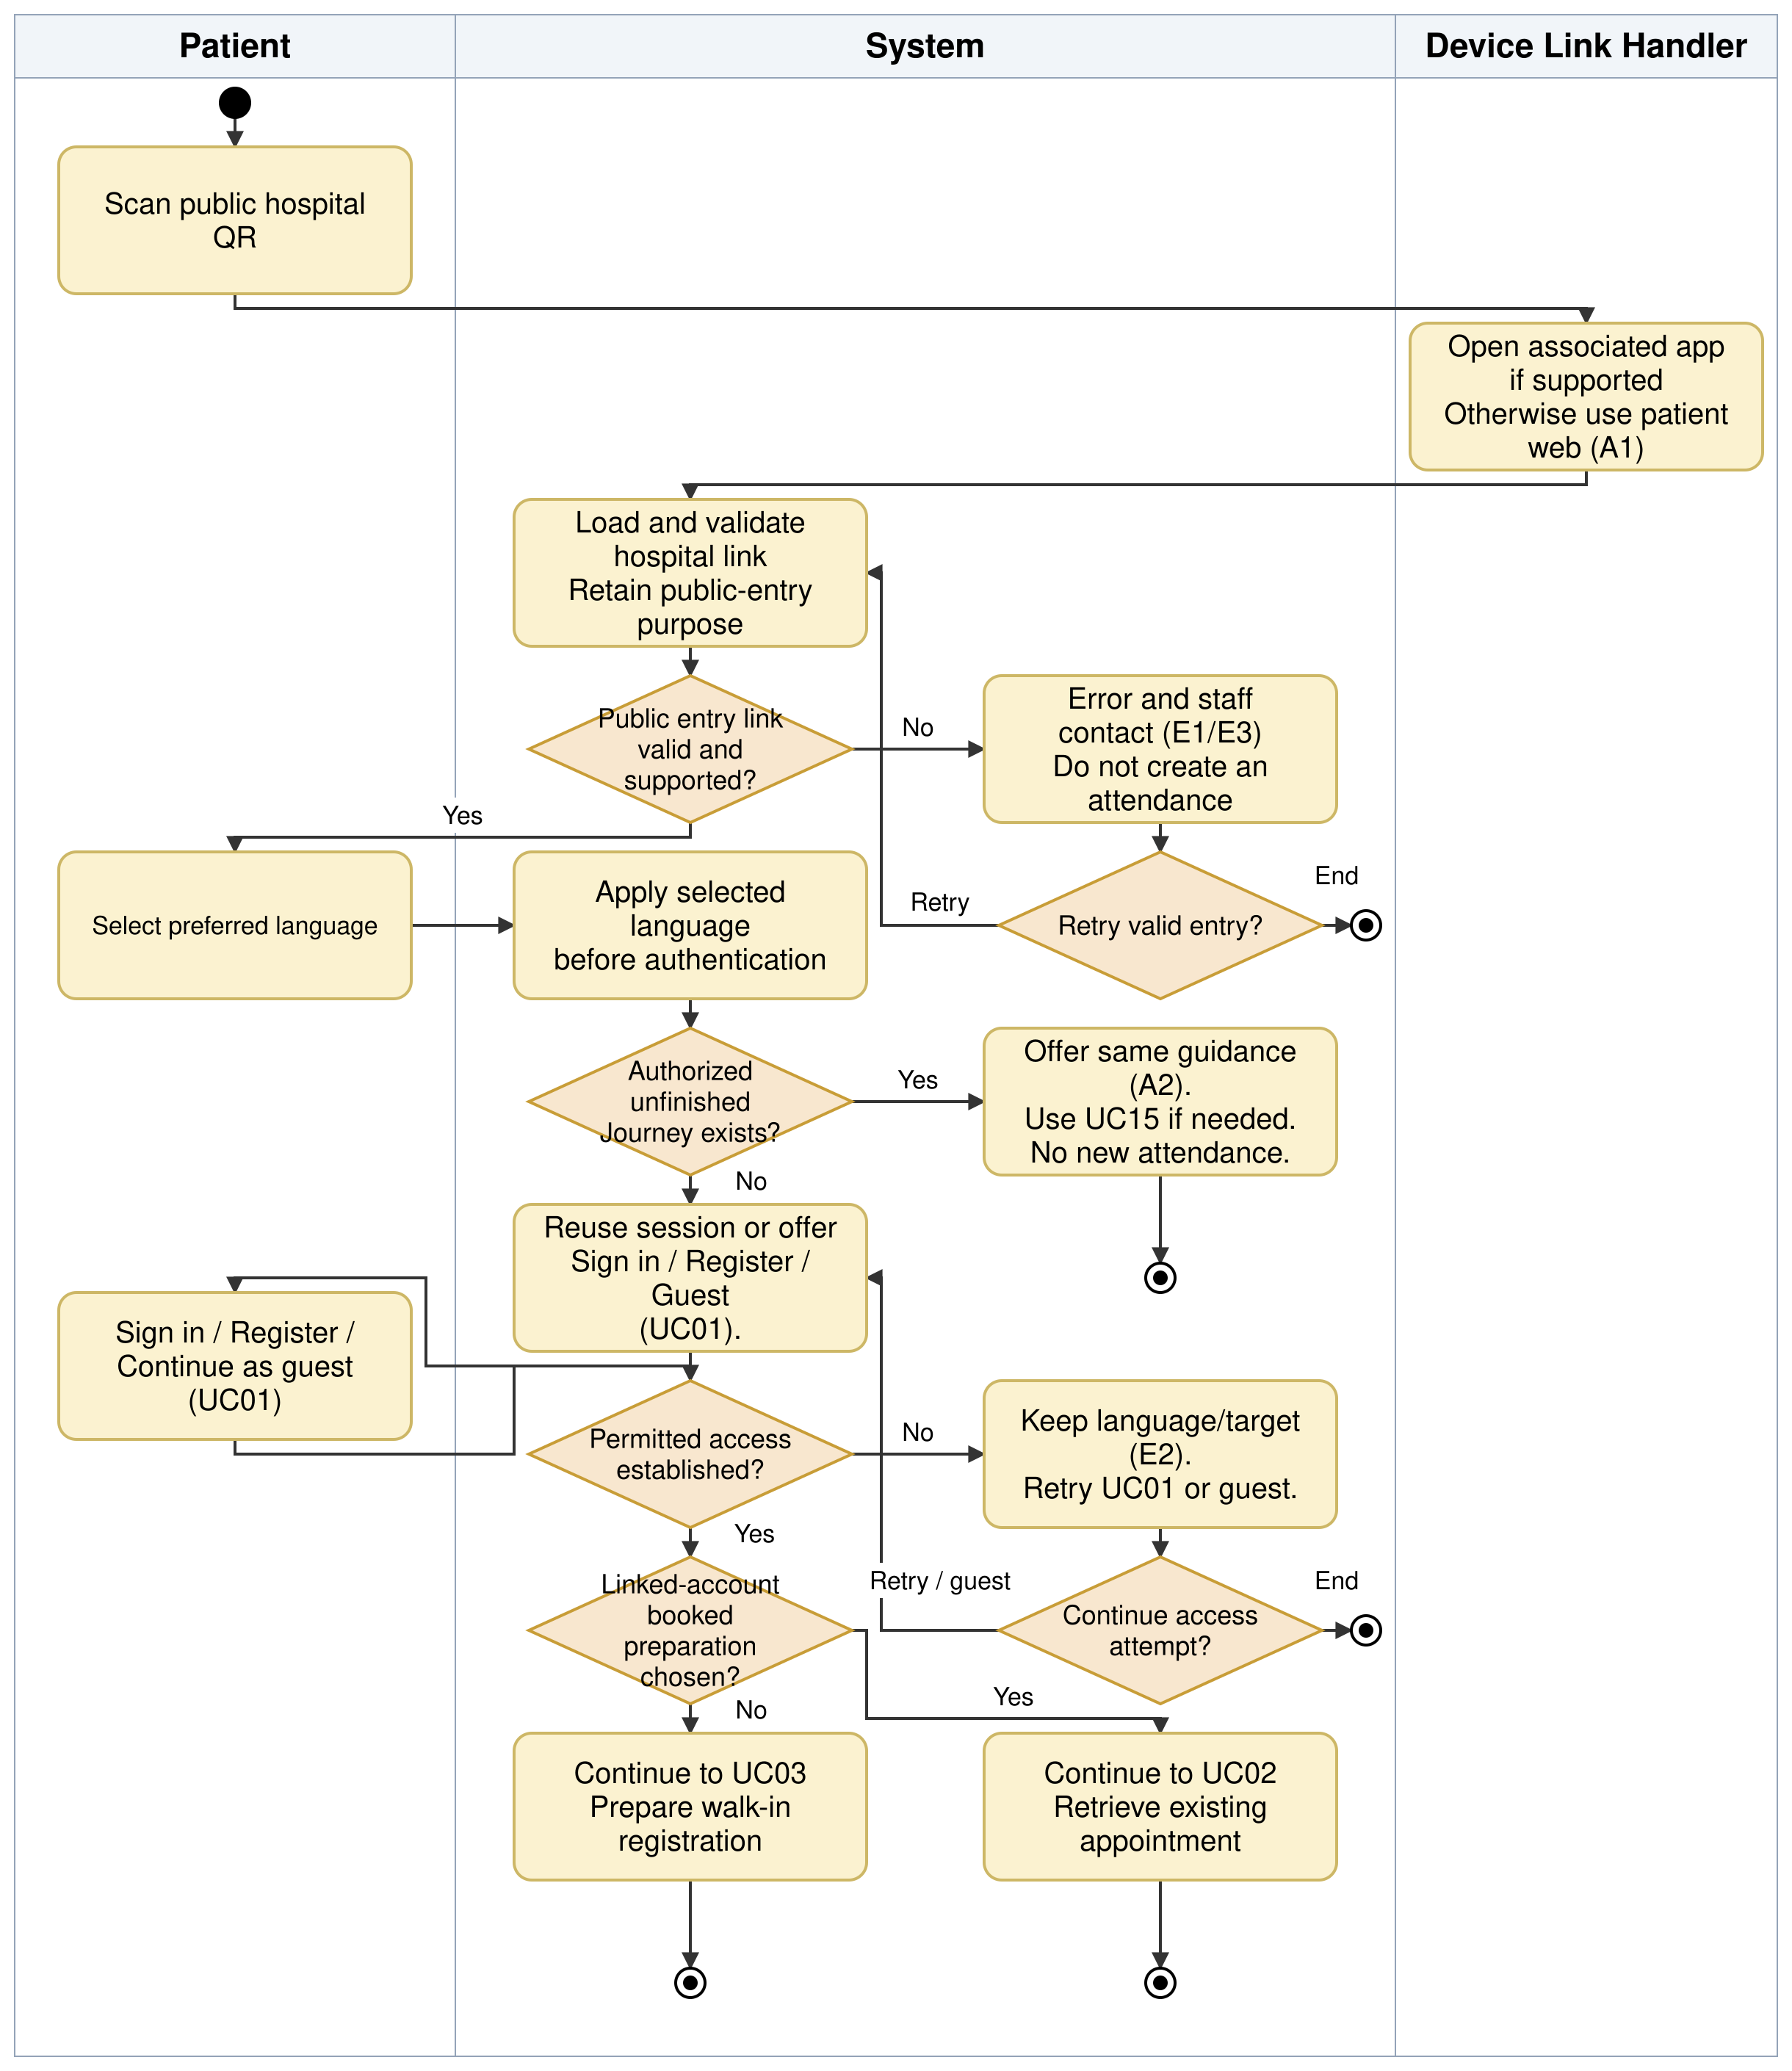 Patient
System
Device Link Handler
Scan public hospital
QR
Open associated app
if supported
Otherwise use patient
web (A1)
Load and validate
hospital link
Retain public-entry
purpose
Public entry link
valid and
supported?
No
Error and staff
contact (E1/E3)
Do not create an
attendance
Yes
Select preferred language
Apply selected
language
before authentication
Retry
Retry valid entry?
End
Authorized
unfinished
Journey exists?
Yes
Offer same guidance
(A2).
Use UC15 if needed.
No new attendance.
No
Reuse session or offer
Sign in / Register /
Guest
(UC01).
Sign in / Register /
Continue as guest
(UC01)
Permitted access
established?
No
Keep language/target
(E2).
Retry UC01 or guest.
Yes
Linked-account
booked
preparation
chosen?
Retry / guest
Continue access
attempt?
End
No
Yes
Continue to UC03
Prepare walk-in
registration
Continue to UC02
Retrieve existing
appointment